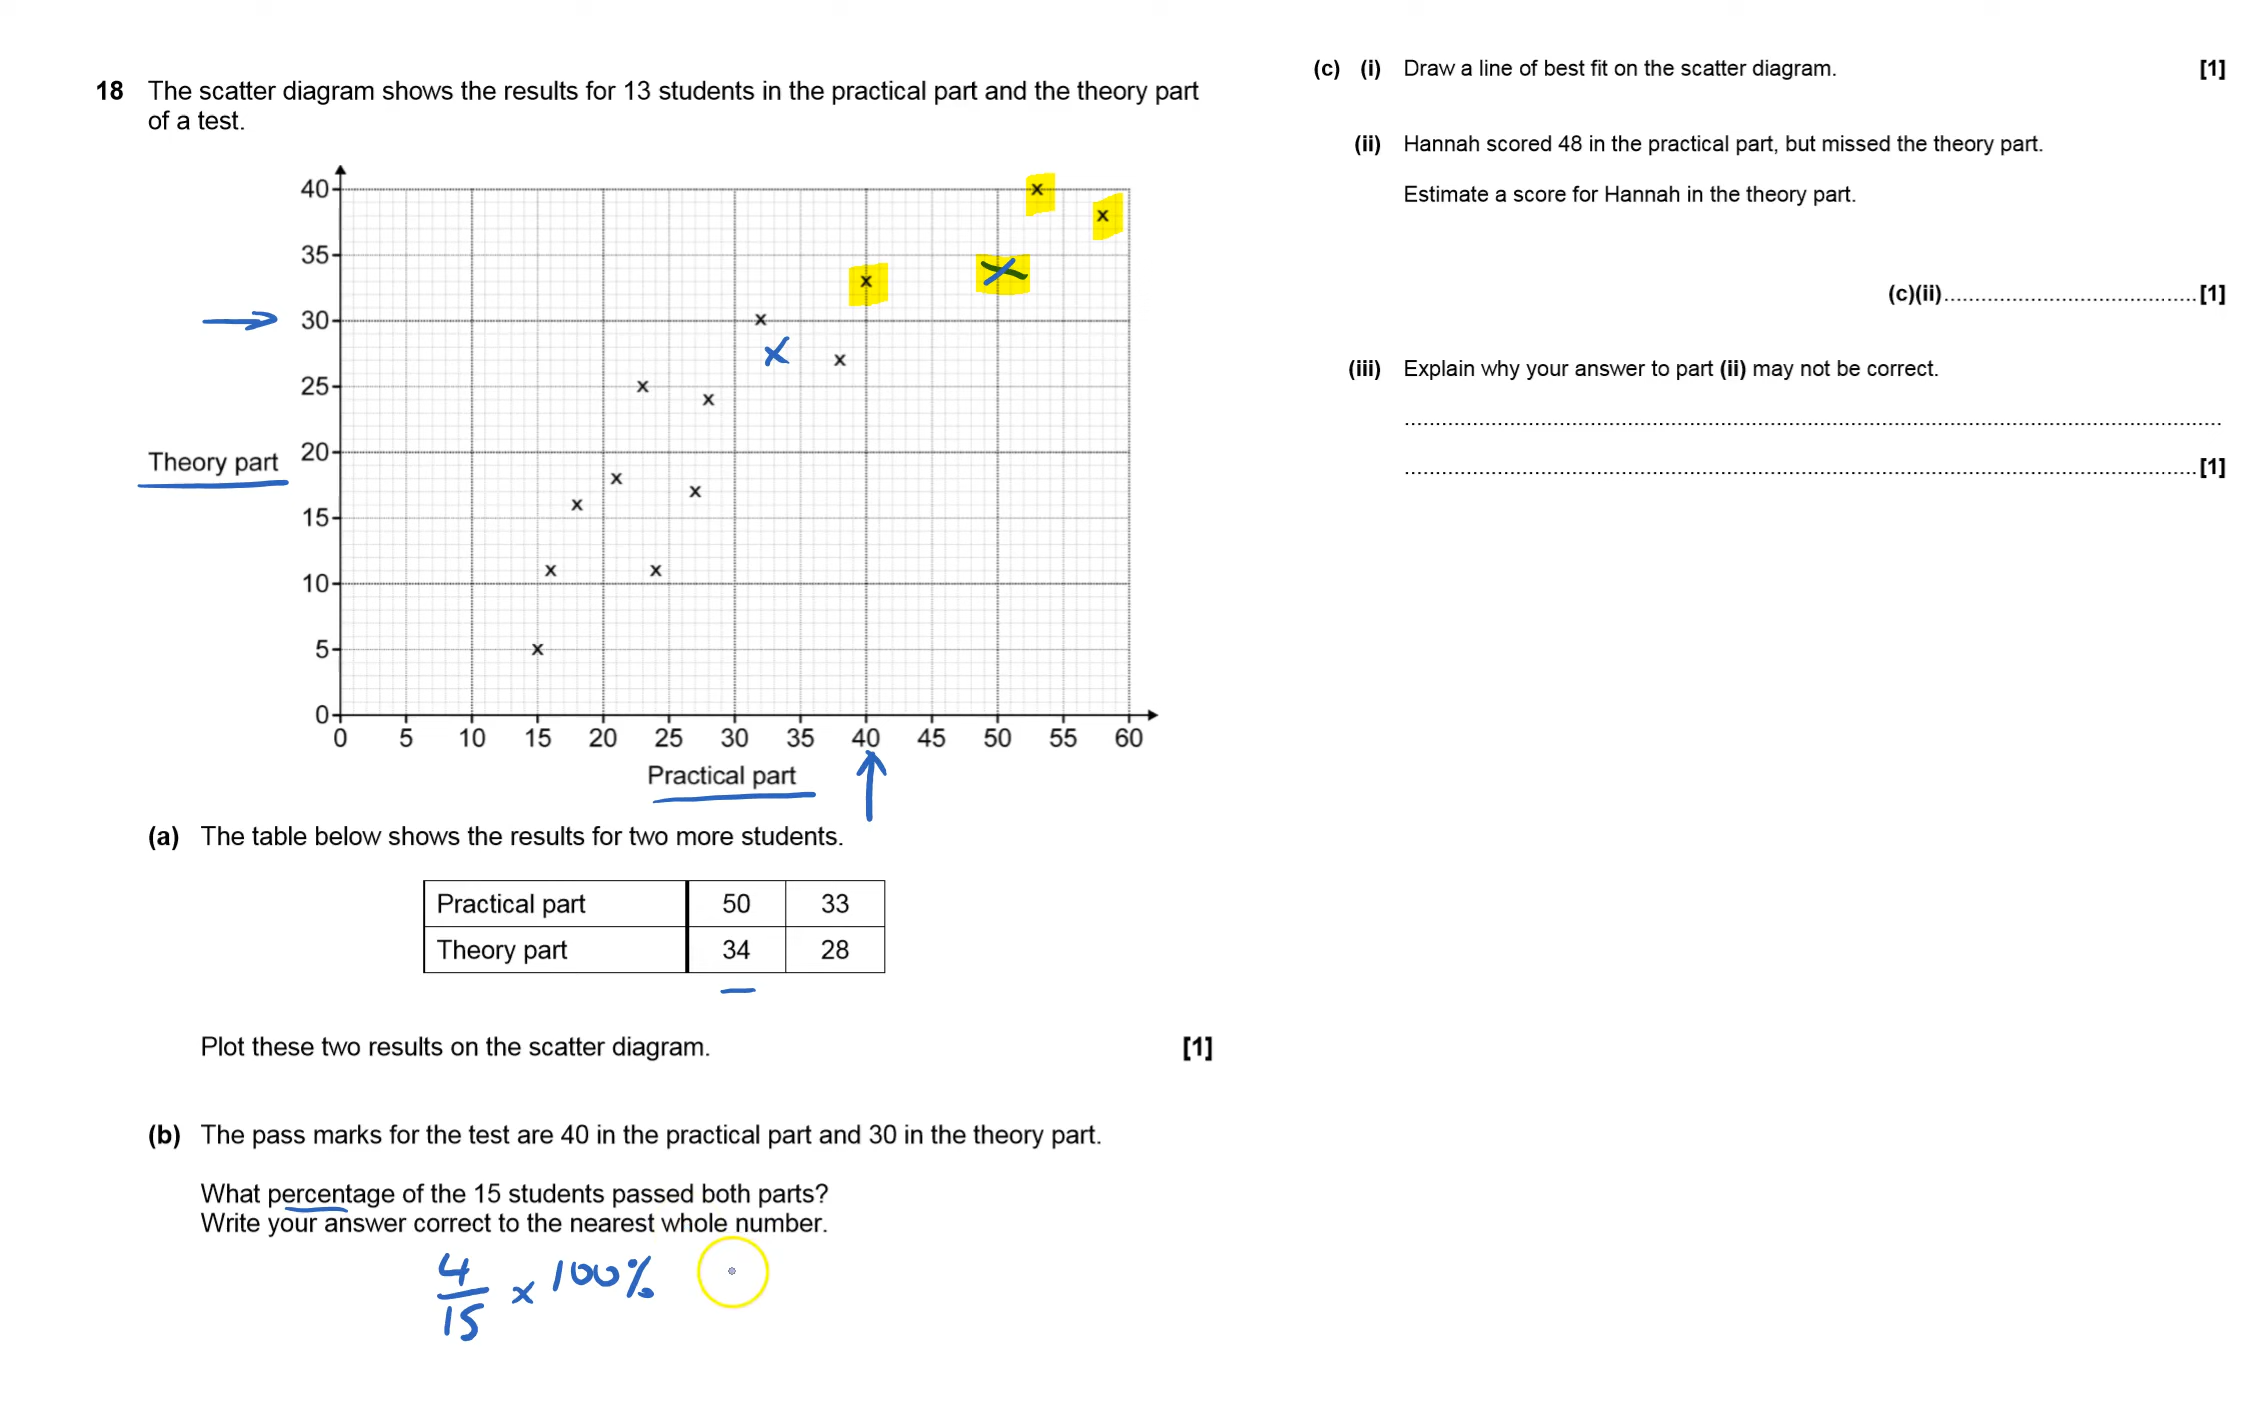 18 The scatter diagram shows the results for 13 students in the practical part and the theory part
of a test.
40
35
30
25
Theory part 20
15
10
5
0
0 5 10 15 20 25 30 35 40 45 50 55 60
Practical part
(a) The table below shows the results for two more students.
Practical part 50 33
Theory part 34 28
Plot these two results on the scatter diagram. [1]
(b) The pass marks for the test are 40 in the practical part and 30 in the theory part.
What percentage of the 15 students passed both parts?
Write your answer correct to the nearest whole number.
4/15 × 100%
(c) (i) Draw a line of best fit on the scatter diagram. [1]
(ii) Hannah scored 48 in the practical part, but missed the theory part.
Estimate a score for Hannah in the theory part.
(c)(ii)........................................[1]
(iii) Explain why your answer to part (ii) may not be correct.
................................................................................
................................................................................[1]